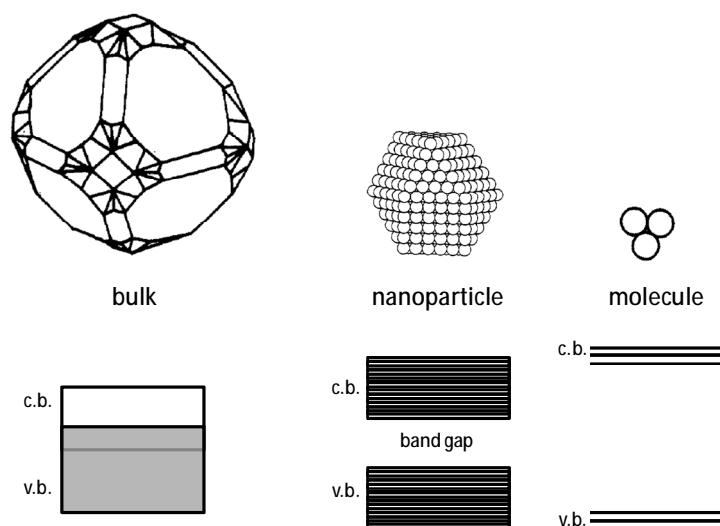 bulk
nanoparticle
molecule
c.b.
v.b.
c.b.
band gap
v.b.
c.b.
v.b.